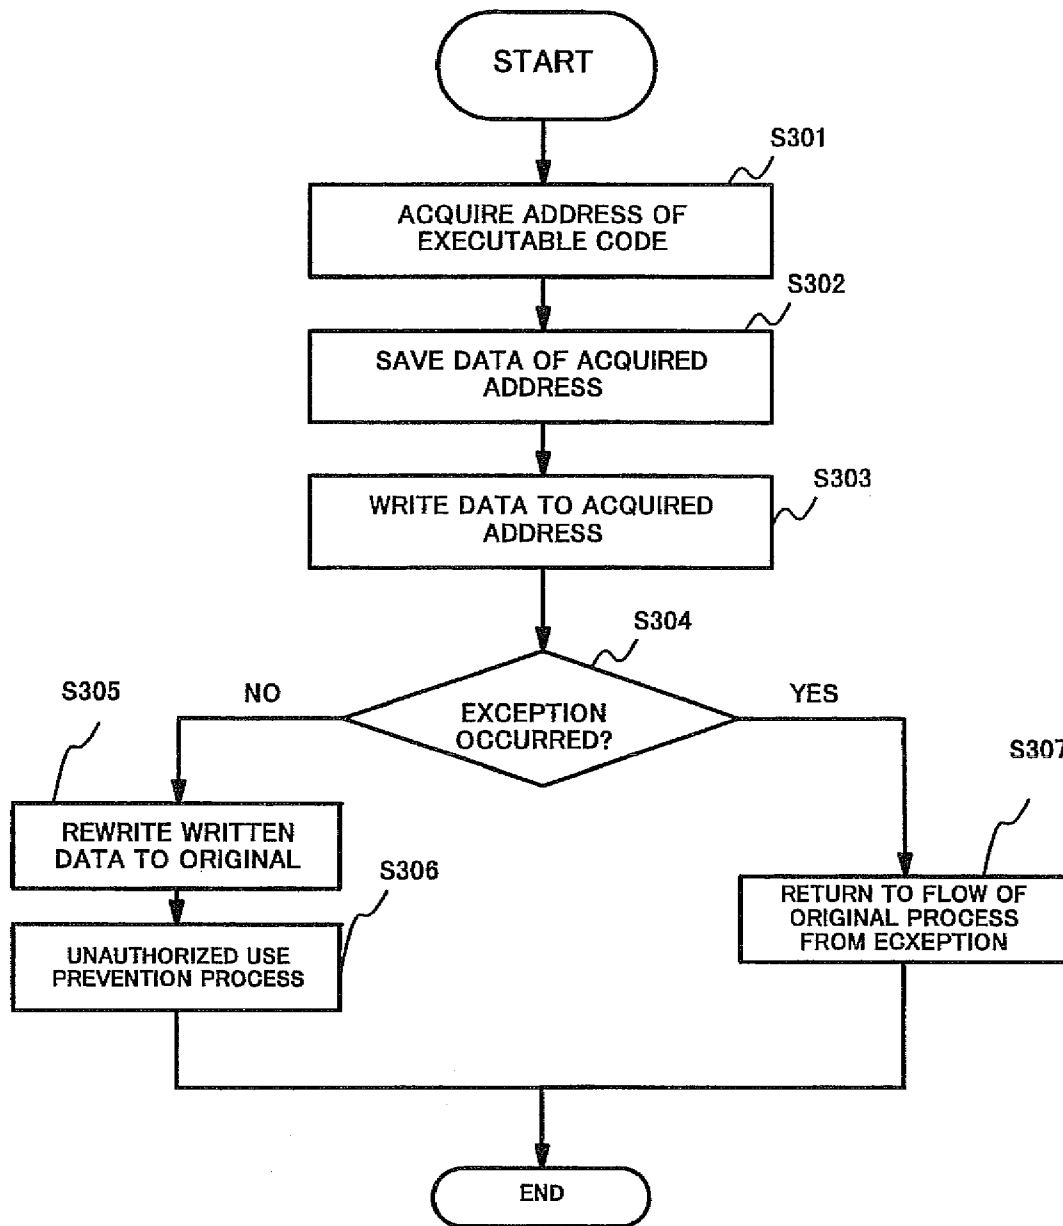 START
S301
ACQUIRE ADDRESS OF
EXECUTABLE CODE
S302
SAVE DATA OF ACQUIRED
ADDRESS
S303
WRITE DATA TO ACQUIRED
ADDRESS
S304
EXCEPTION
OCCURRED?
NO
YES
S305
REWRITE WRITTEN
DATA TO ORIGINAL
S306
UNAUTHORIZED USE
PREVENTION PROCESS
S307
RETURN TO FLOW OF
ORIGINAL PROCESS
FROM ECXEPTION
END